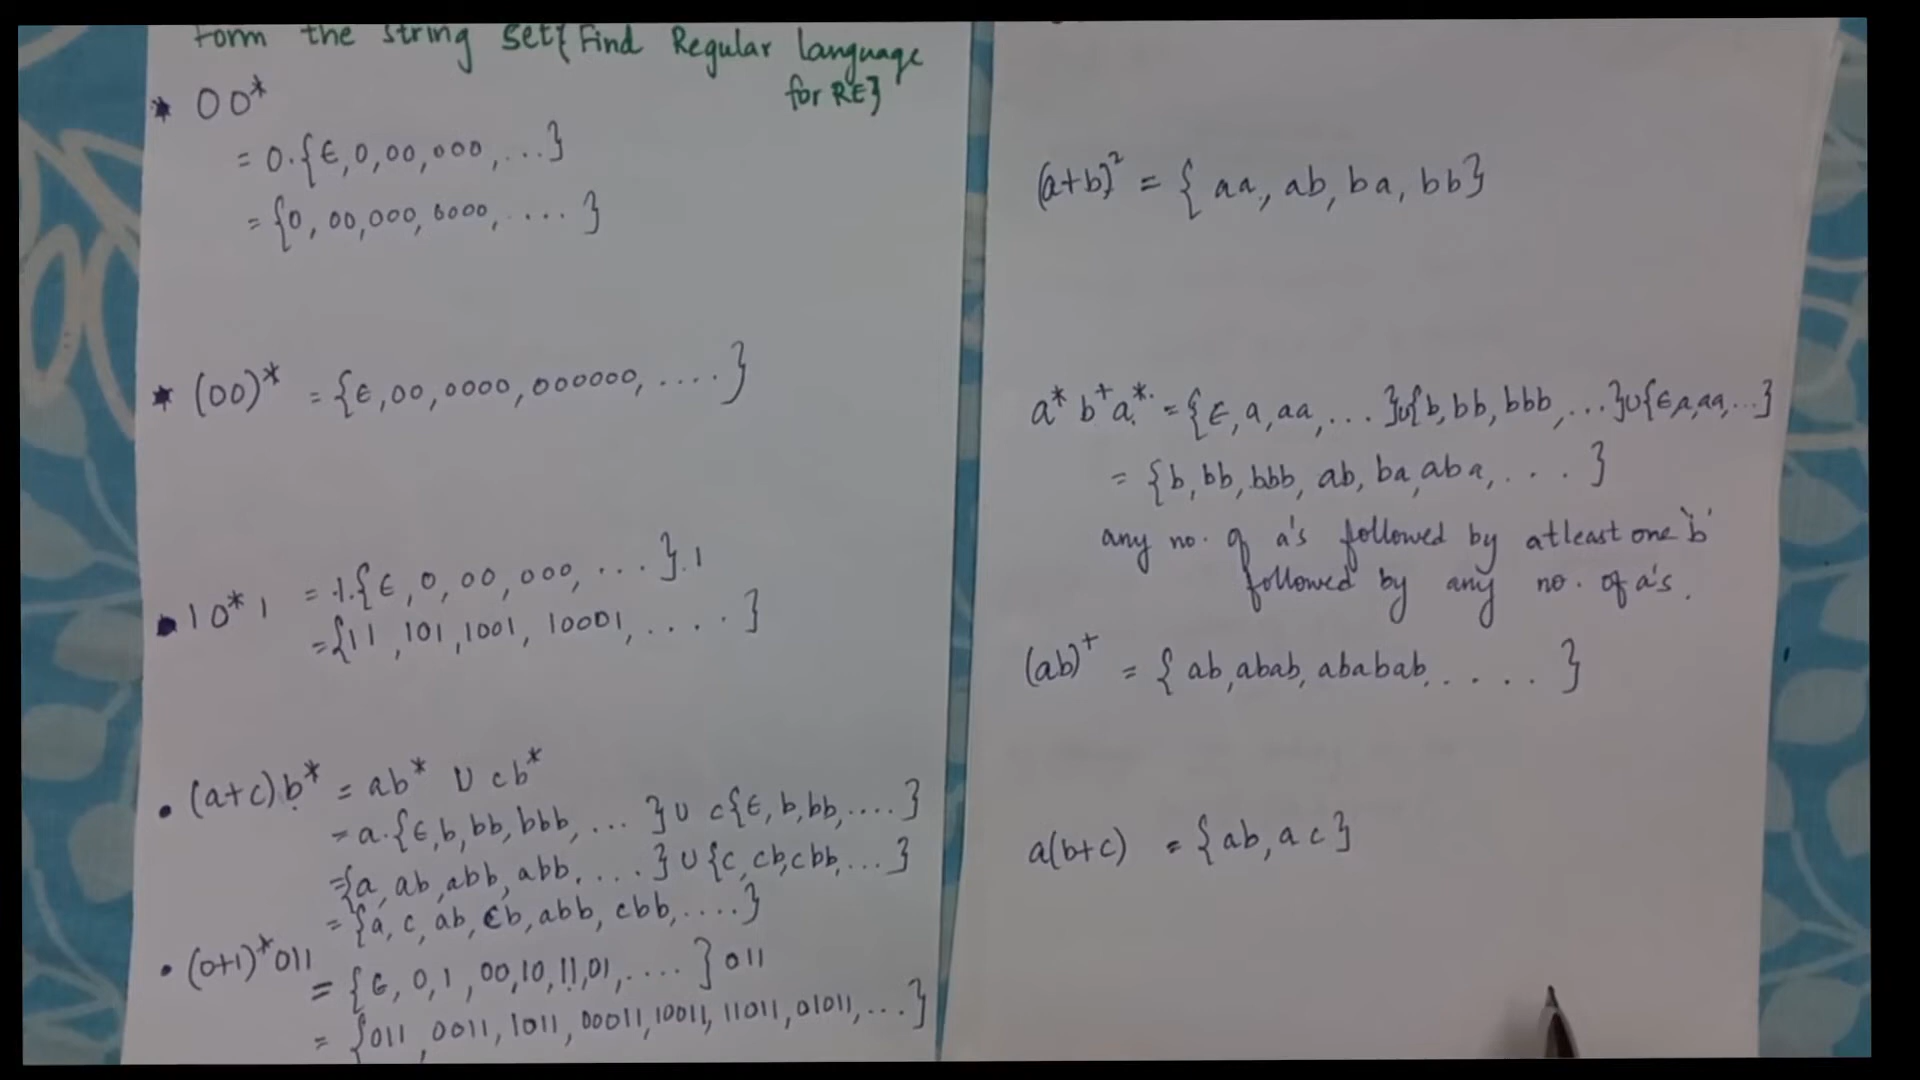 Form the string set{Find Regular language
for RE}
* 00*
= 0.{ϵ,0,00,000,...}
= {0, 00,000,0000,....}
* (00)* = {ϵ,00,0000,000000,....}
10*1 = 1.{ϵ,0,00,000,...}.1
={11,101,1001,10001,....}
• (a+c)b* = ab* ∪ cb*
= a.{ϵ,b,bb,bbb,...}∪ c{ϵ,b,bb,....}
={a,ab,abb,abb,....}∪{c,cb,cbb,...}
= {a,c,ab,cb,abb,cbb,....}
• (0+1)*011
= {ϵ,0,1,00,10,11,01,....}011
= {011,0011,1011,00011,10011,11011,01011,...}
(a+b)² = {aa, ab, ba, bb}
a* b⁺a* = {ϵ,a,aa,...}∪{b,bb,bbb,...}∪{ϵ,a,aa,...}
= {b,bb,bbb,ab,ba,aba,....}
any no. of a's followed by atleast one 'b'
followed by any no. of a's.
(ab)⁺ = {ab,abab,ababab,....}
a(b+c) = {ab,ac}